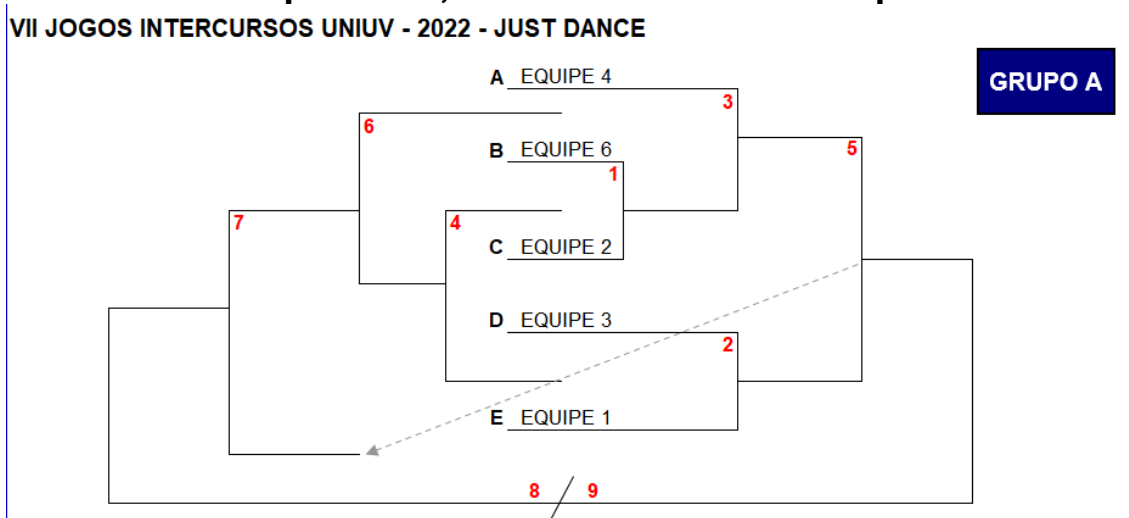 VII JOGOS INTERCURSOS UNIUV - 2022 - JUST DANCE
GRUPO A
A EQUIPE 4
3
6
B EQUIPE 6
5
1
7
4
C EQUIPE 2
D EQUIPE 3
2
E EQUIPE 1
8 / 9